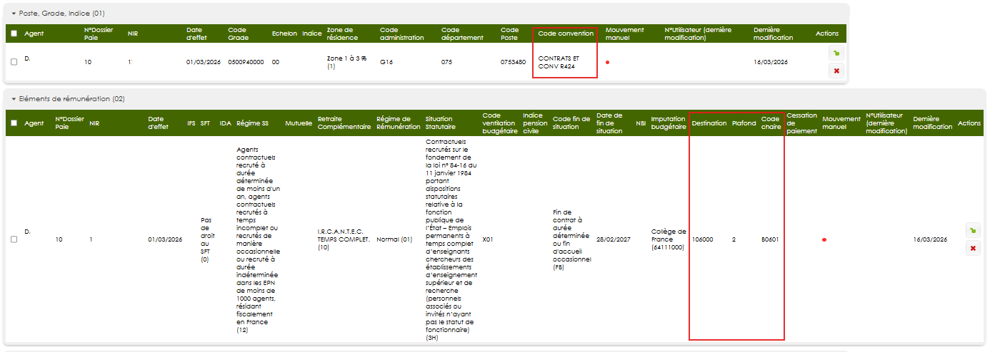 Poste, Grade, Indice (01)
Agent N°Dossier Paie NIR Date d'effet Code Grade Echelon Indice Zone de résidence Code administration Code département Code Poste Code convention Mouvement manuel N°Utilisateur (dernière modification) Dernière modification Actions
D. 10 1 01/03/2026 0500940000 00 Zone 1 à 3 % (1) G16 075 0753480 CONTRATS ET CONV R424 16/03/2026
Eléments de rémunération (02)
Agent N°Dossier Paie NIR Date d'effet IFS SFT IDA Régime SS Mutuelle Retraite Complémentaire Régime de Rémunération Situation Statutaire Code ventilation budgétaire Indice pension civile Code fin de situation Date de fin de situation NBI Imputation budgétaire Destination Plafond Code chaire Cessation de paiement Mouvement manuel N°Utilisateur (dernière modification) Dernière modification Actions
D. 10 1 01/03/2026
Pas de droit au SFT (0)
Agents contractuels recruté à durée déterminée de moins d'un an, agents contractuels recrutés à temps incomplet ou recrutés de manière occasionnelle ou recruté à durée indéterminée dans les EPN de moins de 1000 agents, résidant fiscalement en France (12)
I.R.C.A.N.T.E.C. TEMPS COMPLET. (10)
Normal (01)
Contractuels recrutés sur le fondement de la loi n° 84-16 du 11 janvier 1984 portant dispositions statutaires relative à la fonction publique de l'État – Emplois permanents à temps complet d'enseignants chercheurs des établissements d'enseignement supérieur et de recherche (personnels associés ou invités n'ayant pas le statut de fonctionnaire) (3H)
X01
Fin de contrat à durée déterminée ou fin d'accueil occasionnel (FB)
28/02/2027
Collège de France (64111000)
106000 2 B0601 16/03/2026